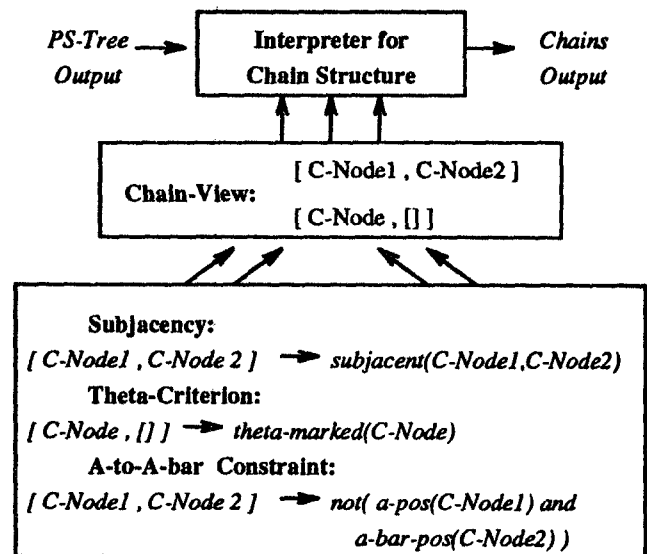 PS-Tree Output
Interpreter for Chain Structure
Chains Output
Chain-View:
[ C-Node1 , C-Node2 ]
[ C-Node , [] ]
Subjacency:
[ C-Node1 , C-Node 2 ] subjacent(C-Node1,C-Node2)
Theta-Criterion:
[ C-Node , [] ] theta-marked(C-Node)
A-to-A-bar Constraint:
[ C-Node1 , C-Node 2 ] not( a-pos(C-Node1) and
a-bar-pos(C-Node2) )